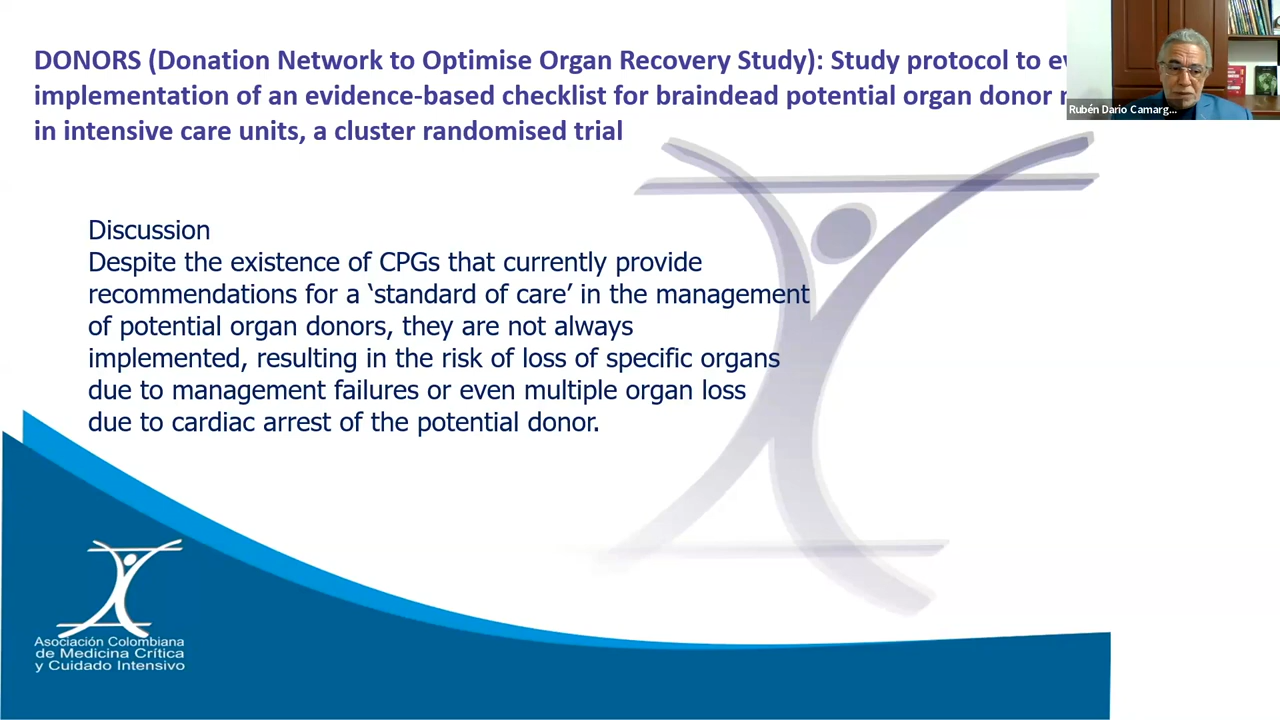 DONORS (Donation Network to Optimise Organ Recovery Study): Study protocol to
implementation of an evidence-based checklist for braindead potential organ donor
in intensive care units, a cluster randomised trial
Rubén Dario Camarg...
Discussion
Despite the existence of CPGs that currently provide
recommendations for a ‘standard of care’ in the management
of potential organ donors, they are not always
implemented, resulting in the risk of loss of specific organs
due to management failures or even multiple organ loss
due to cardiac arrest of the potential donor.
Asociación Colombiana
de Medicina Crítica
y Cuidado Intensivo